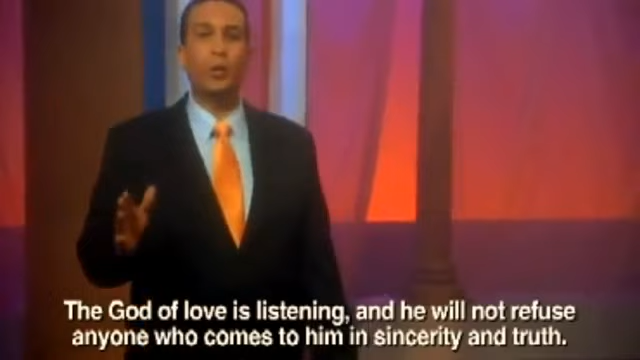 The God of love is listening, and he will not refuse
anyone who comes to him in sincerity and truth.